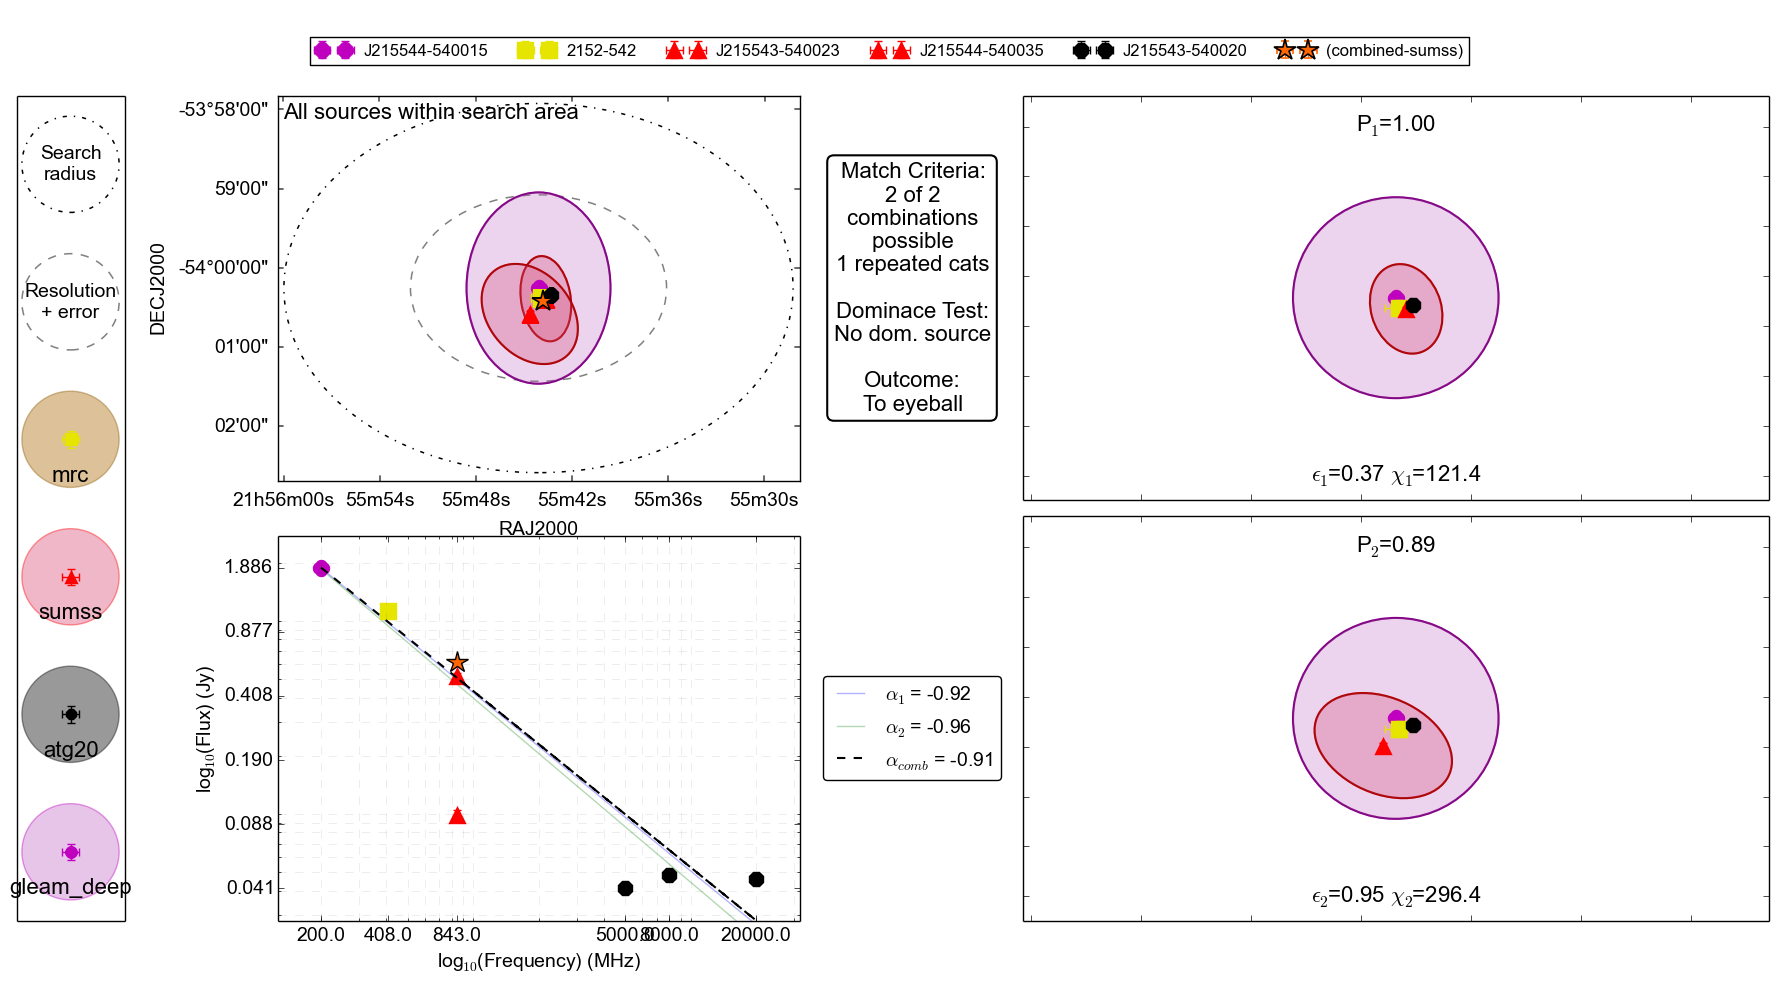 J215544-540015 2152-542 J215543-540023 J215544-540035 J215543-540020 (combined-sumss)
Search
radius
Resolution
+ error
mrc
sumss
atg20
gleam_deep
All sources within search area
-53°58'00"
59'00"
-54°00'00"
01'00"
02'00"
DECJ2000
21h56m00s 55m54s 55m48s 55m42s 55m36s 55m30s
RAJ2000
Match Criteria:
2 of 2
combinations
possible
1 repeated cats
Dominace Test:
No dom. source
Outcome:
To eyeball
P1=1.00
ϵ1=0.37 χ1=121.4
1.886
0.877
0.408
0.190
0.088
0.041
log10(Flux) (Jy)
200.0 408.0 843.0 5000.0 8000.0 20000.0
log10(Frequency) (MHz)
α1 = -0.92
α2 = -0.96
αcomb = -0.91
P2=0.89
ϵ2=0.95 χ2=296.4